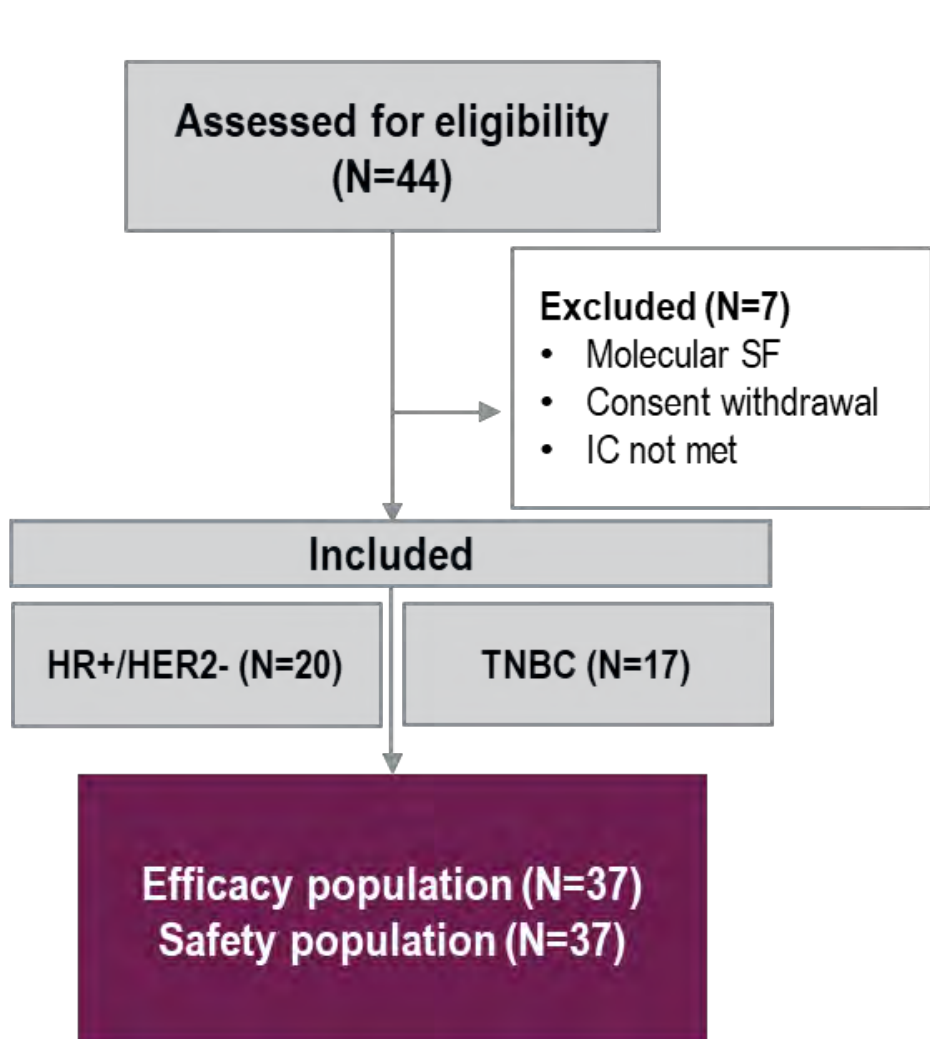 Assessed for eligibility
(N=44)
Excluded (N=7)
• Molecular SF
• Consent withdrawal
• IC not met
Included
HR+/HER2- (N=20)
TNBC (N=17)
Efficacy population (N=37)
Safety population (N=37)